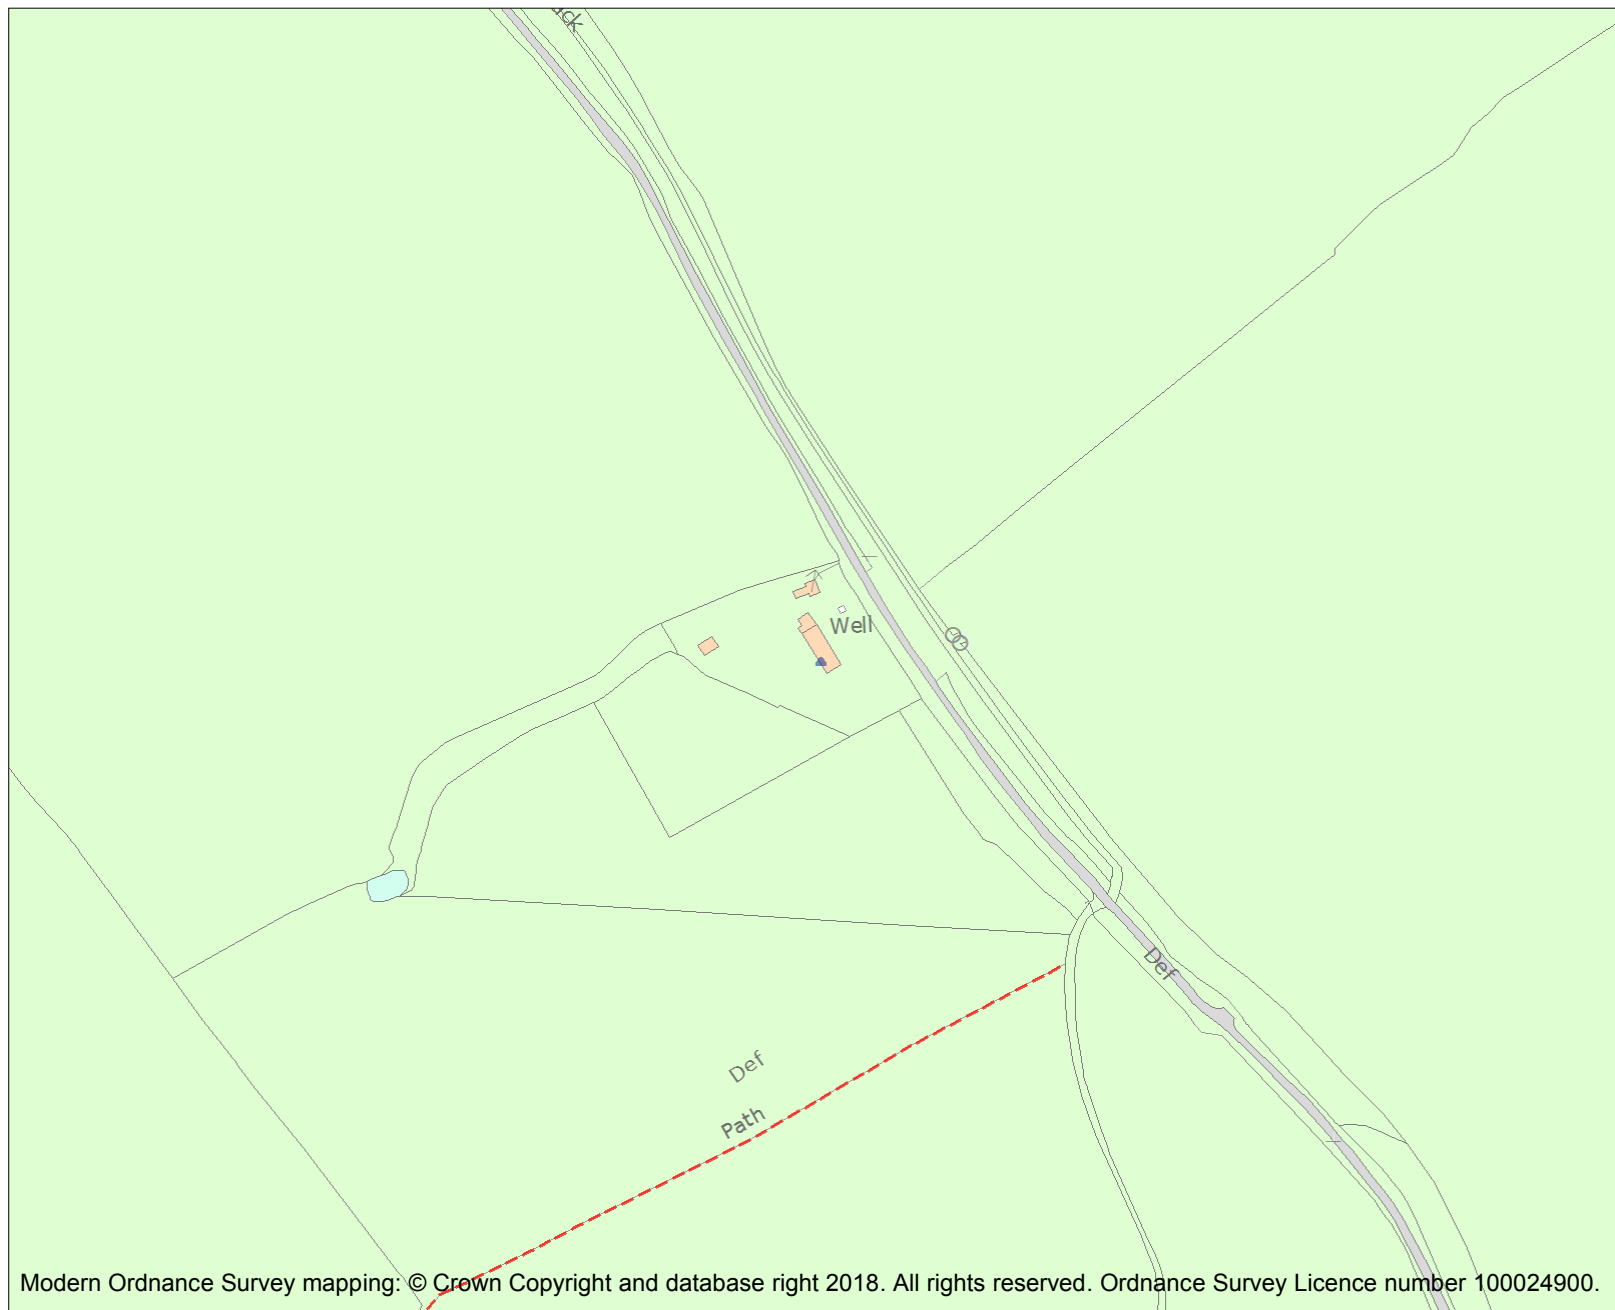 Well
Def
Def
Path
Modern Ordnance Survey mapping: © Crown Copyright and database right 2018. All rights reserved. Ordnance Survey Licence number 100024900.